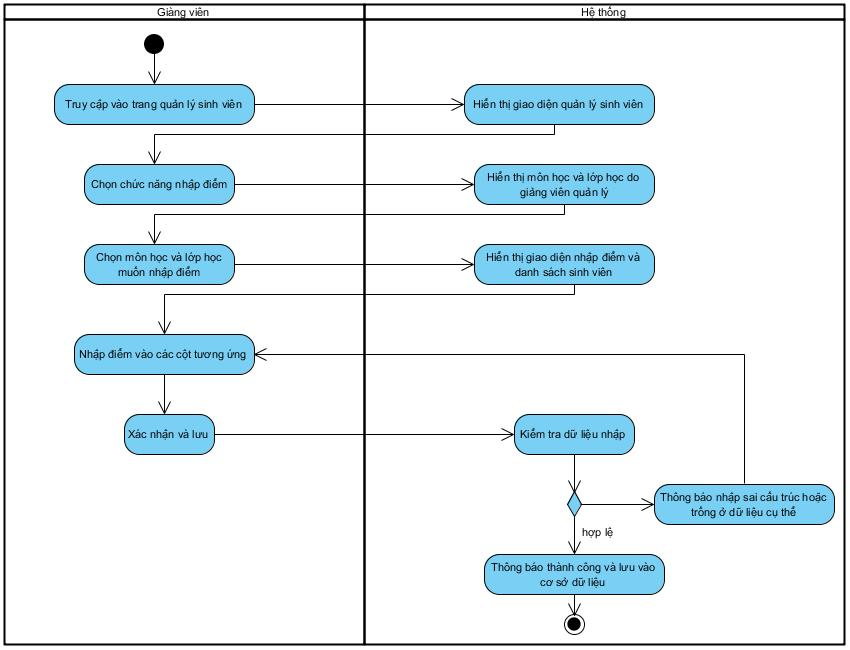 Giảng viên
Hệ thống
Truy cập vào trang quản lý sinh viên
Hiển thị giao diện quản lý sinh viên
Chọn chức năng nhập điểm
Hiển thị môn học và lớp học do
giảng viên quản lý
Chọn môn học và lớp học
muốn nhập điểm
Hiển thị giao diện nhập điểm và
danh sách sinh viên
Nhập điểm vào các cột tương ứng
Xác nhận và lưu
Kiểm tra dữ liệu nhập
Thông báo nhập sai cấu trúc hoặc
trống ở dữ liệu cụ thể
hợp lệ
Thông báo thành công và lưu vào
cơ sở dữ liệu